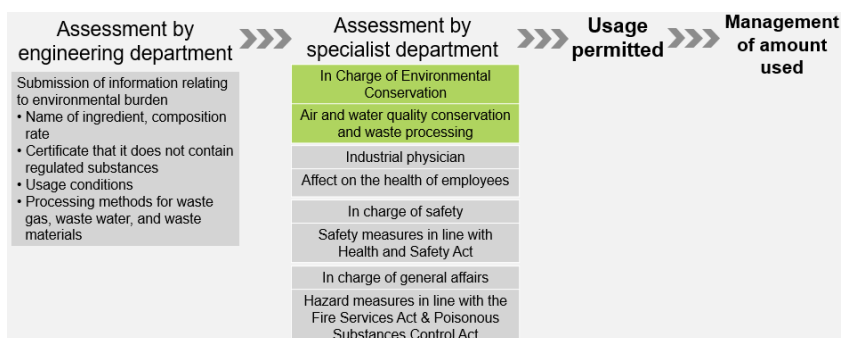 Assessment by
engineering department
Submission of information relating
to environmental burden
• Name of ingredient, composition
rate
• Certificate that it does not contain
regulated substances
• Usage conditions
• Processing methods for waste
gas, waste water, and waste
materials
Assessment by
specialist department
In Charge of Environmental
Conservation
Air and water quality conservation
and waste processing
Industrial physician
Affect on the health of employees
In charge of safety
Safety measures in line with
Health and Safety Act
In charge of general affairs
Hazard measures in line with the
Fire Services Act & Poisonous
Substances Control Act
Usage
permitted
Management
of amount
used